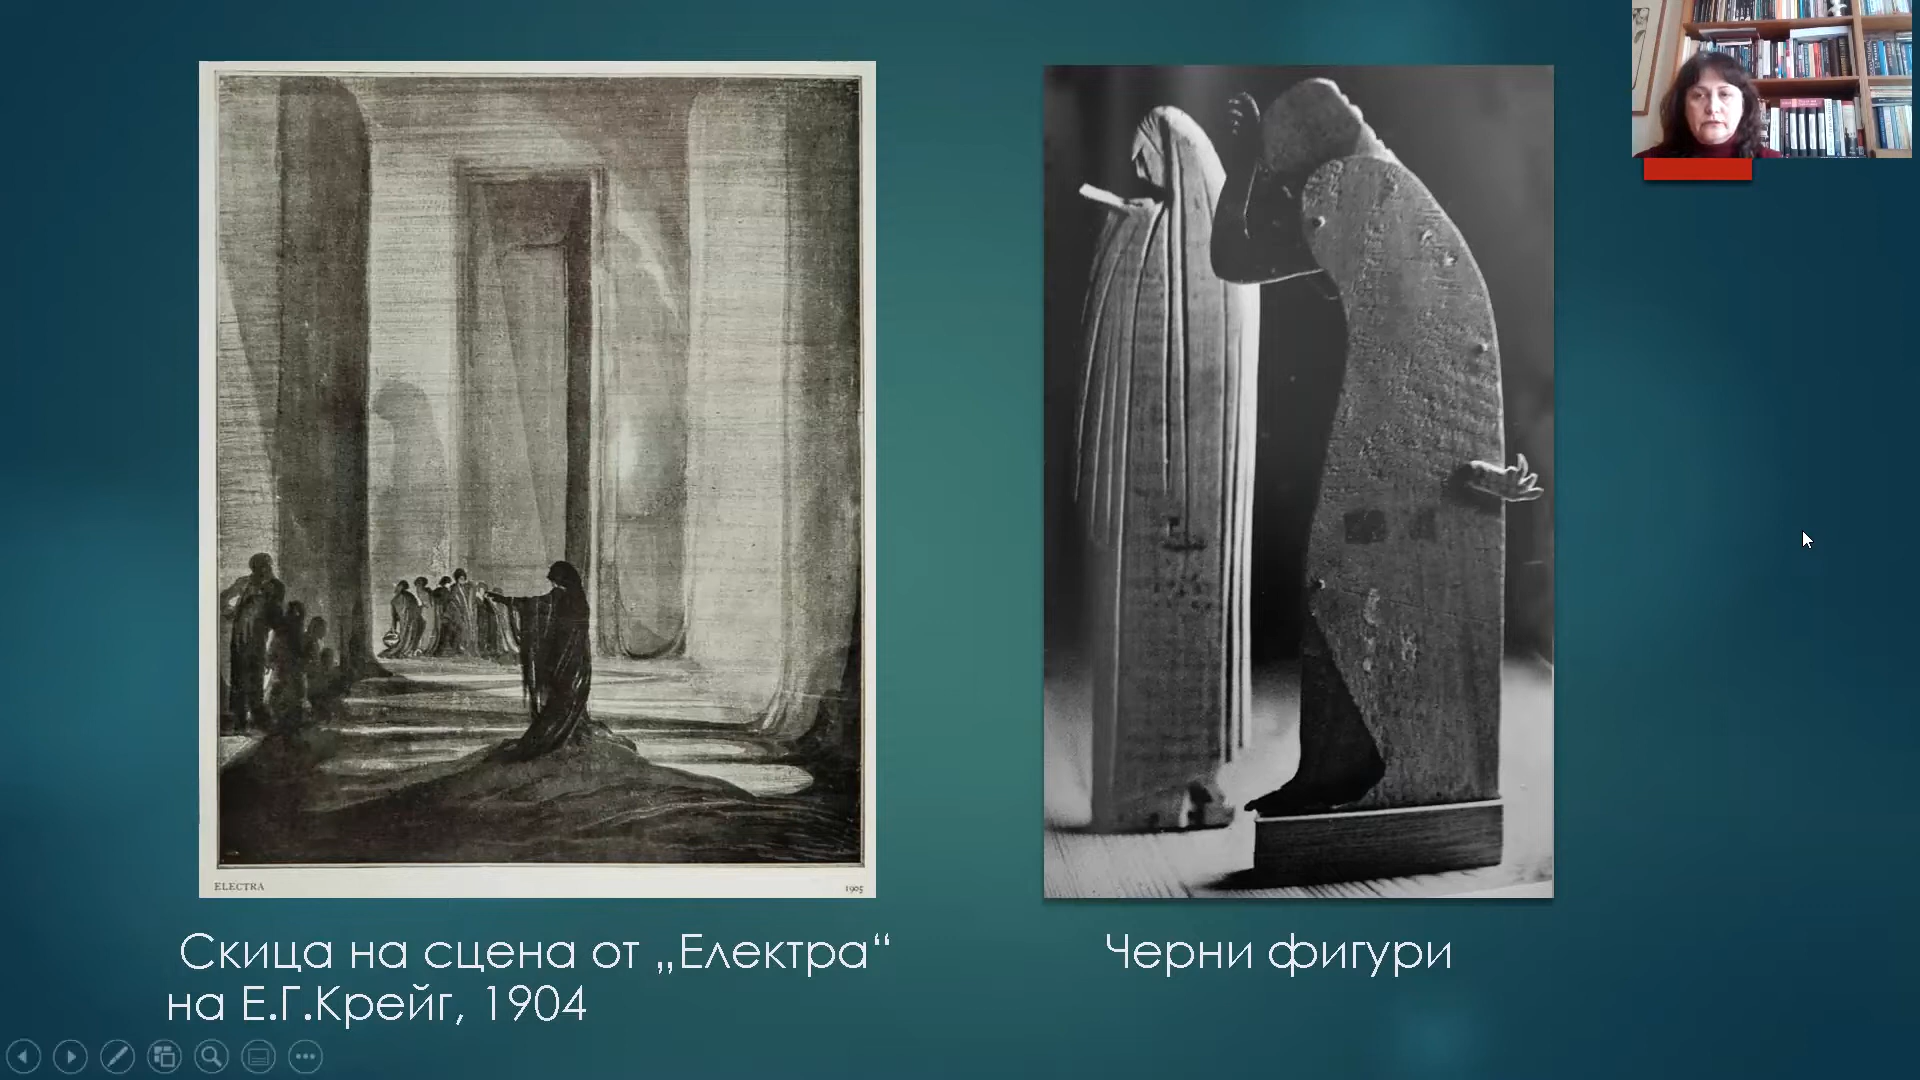 ELECTRA
1905
Скица на сцена от „Електра“
на Е.Г.Крейг, 1904
Черни фигури